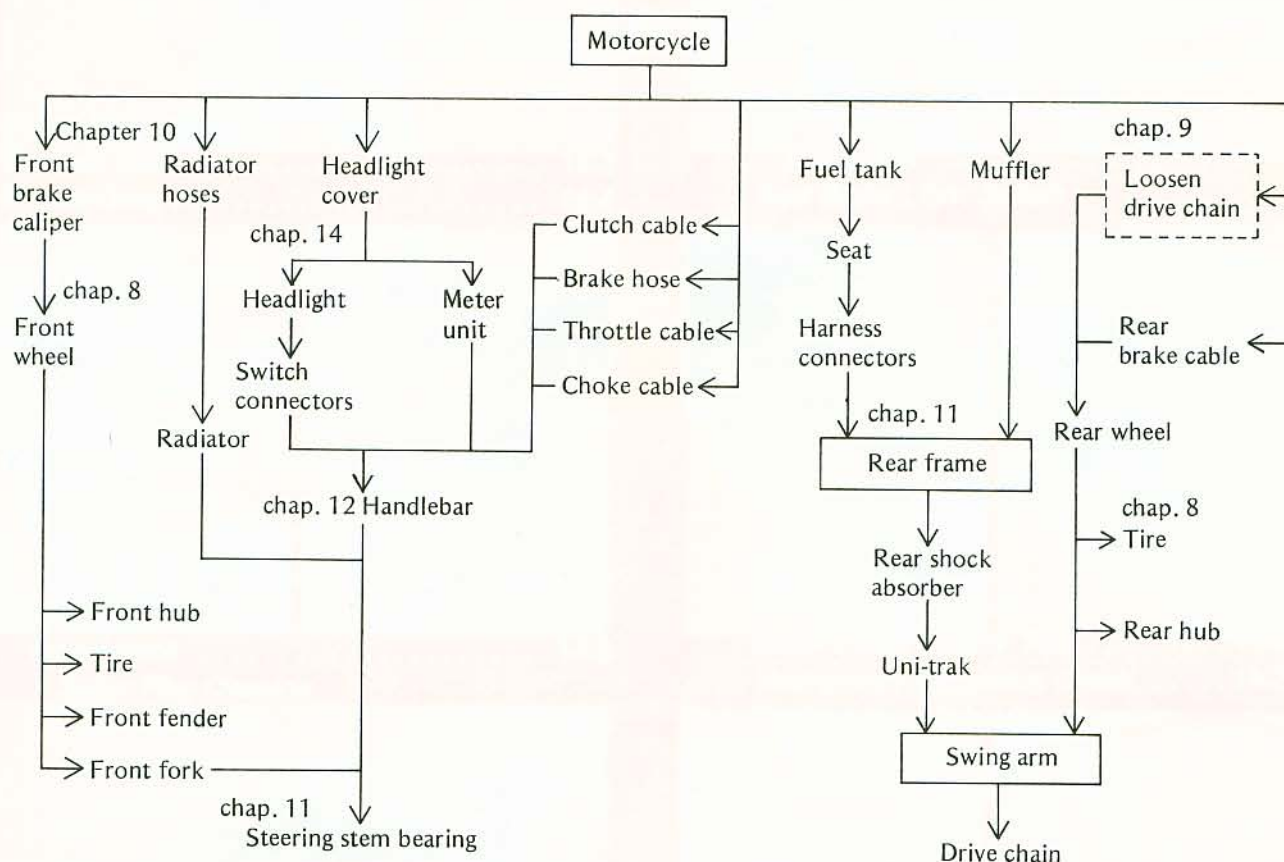 Motorcycle
Chapter 10
Front
brake
caliper
chap. 8
Front
wheel
Front hub
Tire
Front fender
Front fork
Radiator
hoses
Radiator
Headlight
cover
chap. 14
Headlight
Switch
connectors
Meter
unit
Clutch cable
Brake hose
Throttle cable
Choke cable
chap. 12 Handlebar
chap. 11
Steering stem bearing
Fuel tank
Seat
Harness
connectors
chap. 11
Muffler
Rear frame
Rear shock
absorber
Uni-trak
chap. 9
Loosen
drive chain
Rear
brake cable
Rear wheel
chap. 8
Tire
Rear hub
Swing arm
Drive chain